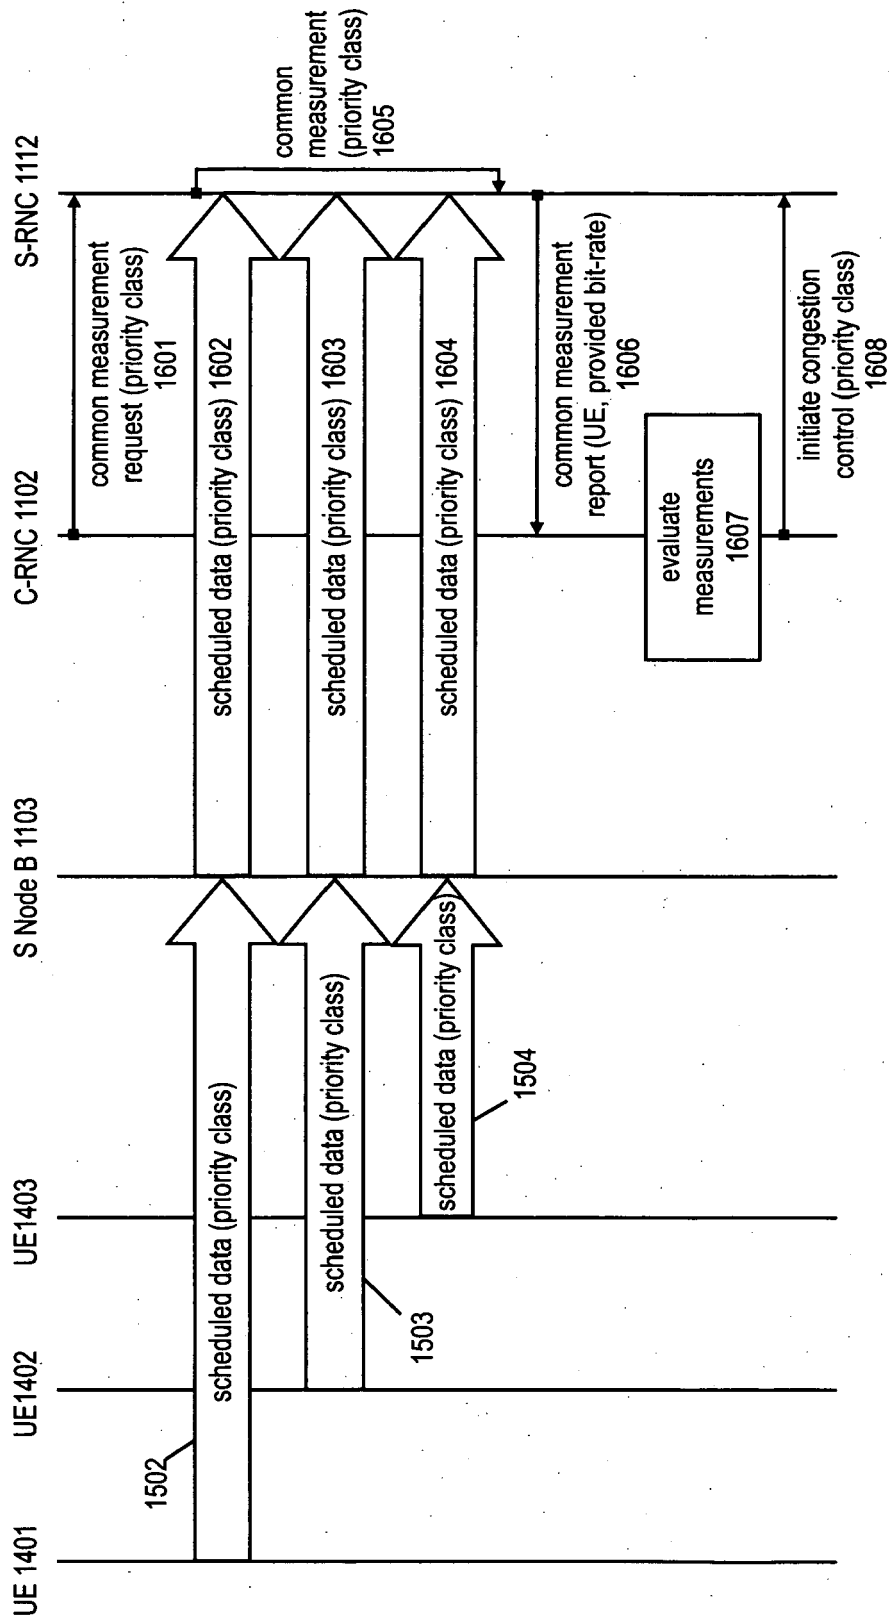 UE 1401
UE1402
UE1403
S Node B 1103
C-RNC 1102
S-RNC 1112
common measurement
request (priority class)
1601
1502
scheduled data (priority class)
scheduled data (priority class) 1602
scheduled data (priority class)
1503
scheduled data (priority class) 1603
scheduled data (priority class)
1504
scheduled data (priority class) 1604
common
measurement
(priority class)
1605
common measurement
report (UE, provided bit-rate)
1606
evaluate
measurements
1607
initiate congestion
control (priority class)
1608